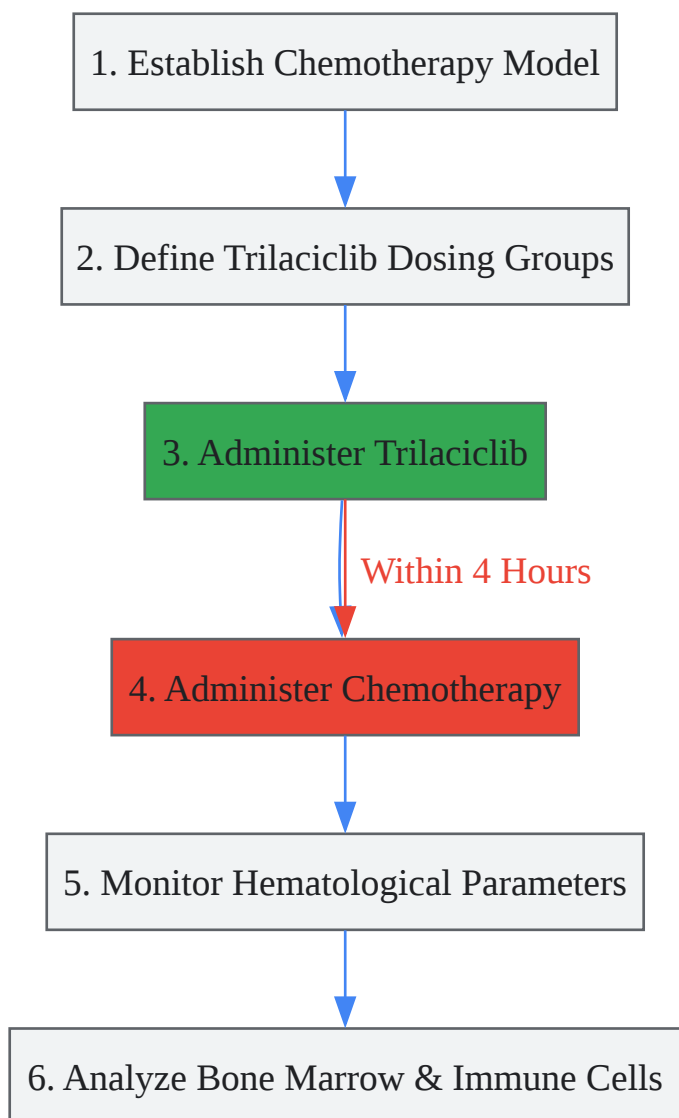 1. Establish Chemotherapy Model
2. Define Trilaciclib Dosing Groups
3. Administer Trilaciclib
Within 4 Hours
4. Administer Chemotherapy
5. Monitor Hematological Parameters
6. Analyze Bone Marrow & Immune Cells